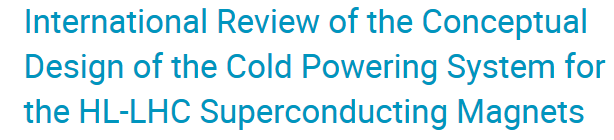 International Review of the Conceptual
Design of the Cold Powering System for
the HL-LHC Superconducting Magnets